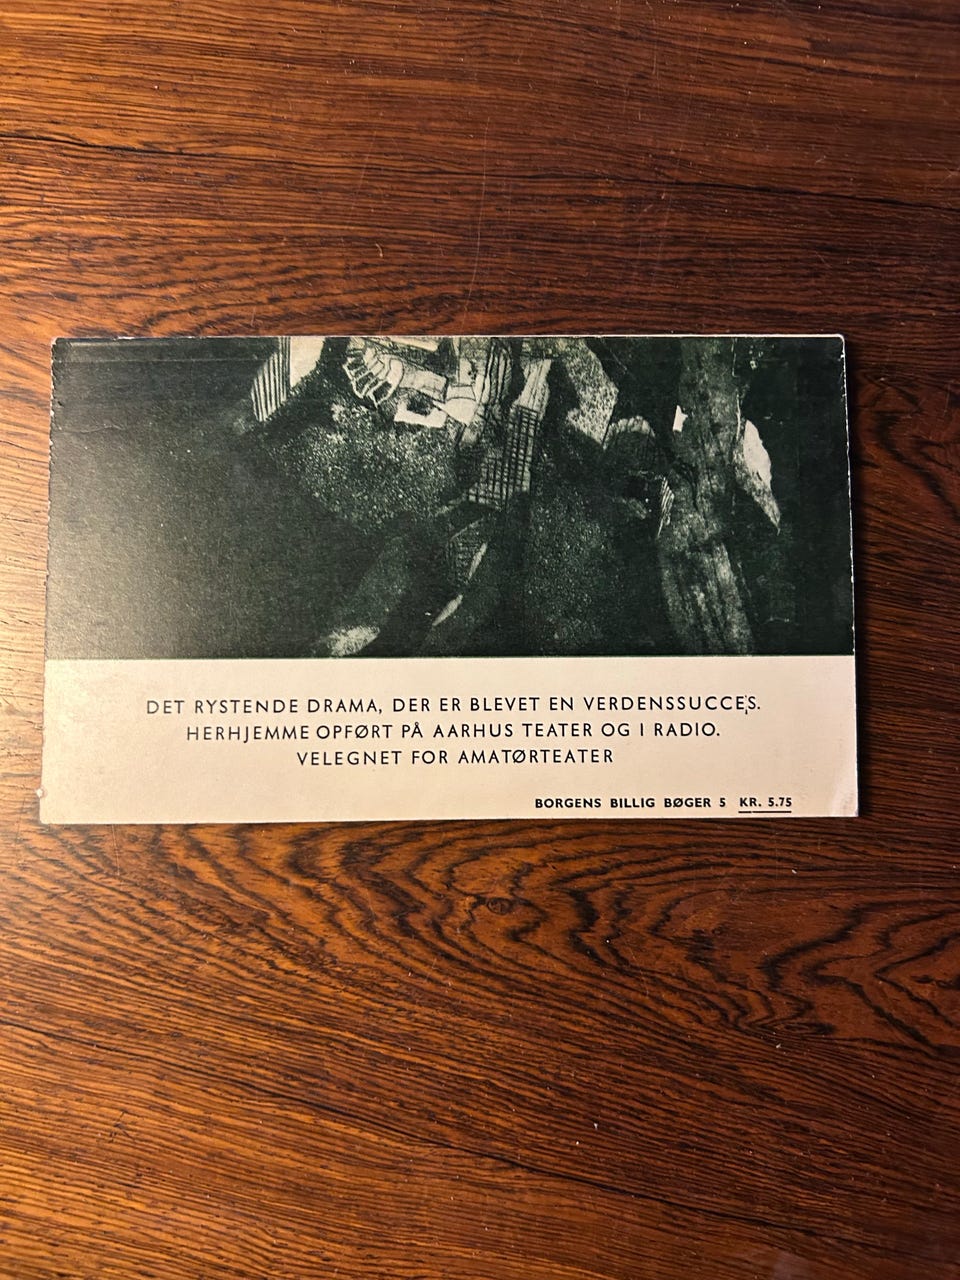 DET RYSTENDE DRAMA, DER ER BLEVET EN VERDENSSUCCES.
HERHJEMME OPFØRT PÅ AARHUS TEATER OG I RADIO.
VELEGNET FOR AMATØRTEATER
BORGENS BILLIG BØGER 5 KR. 5.75